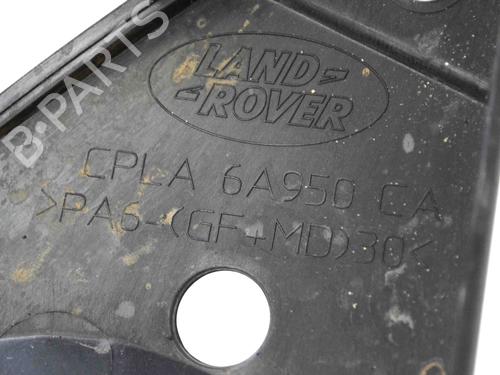 B-PARTS
LAND-
-ROVER
CPLA 6A950 CA
>PA6-(GF+MD)30<